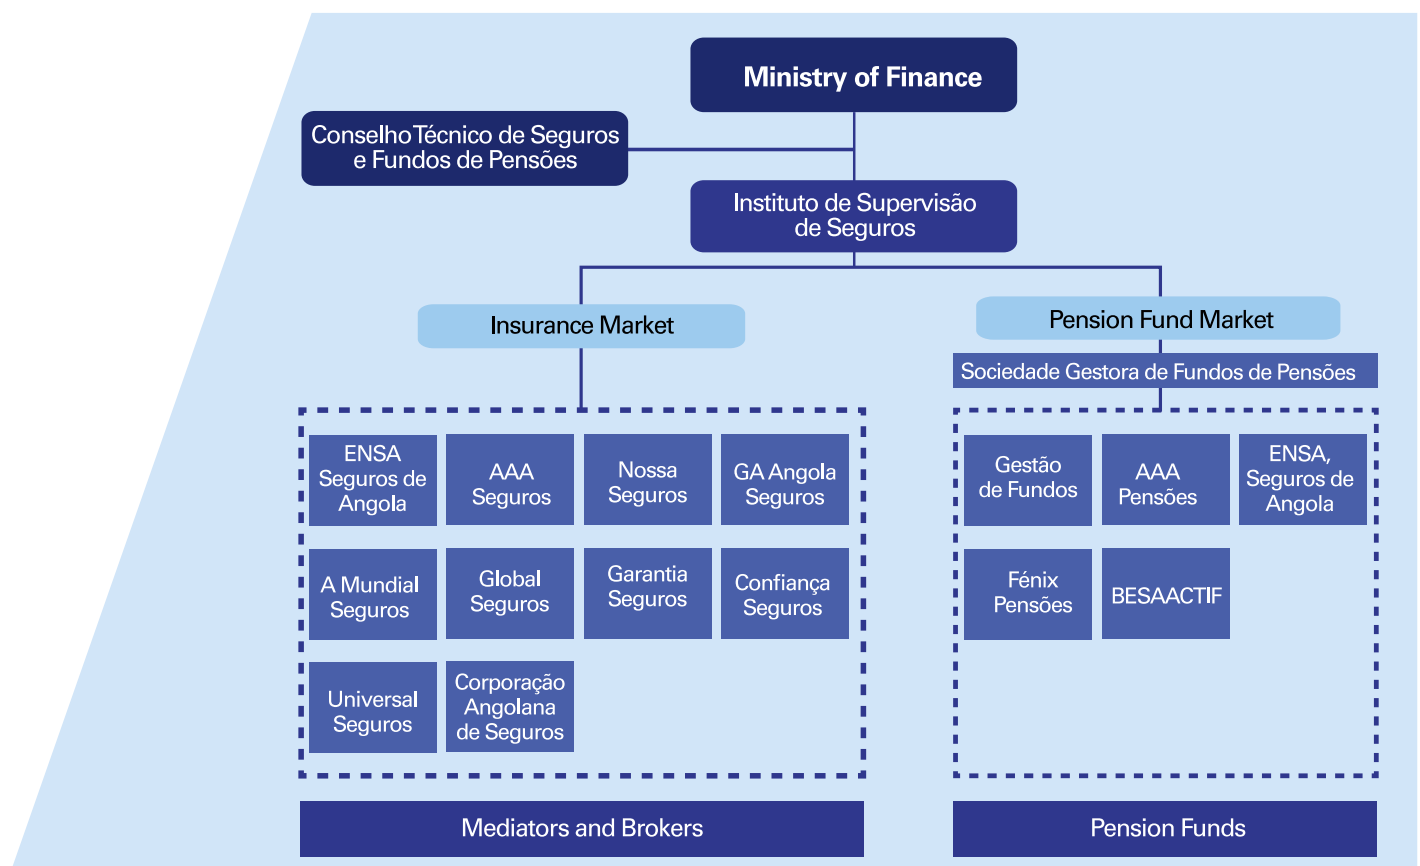 Ministry of Finance
Conselho Técnico de Seguros
e Fundos de Pensões
Instituto de Supervisão
de Seguros
Insurance Market
Pension Fund Market
Sociedade Gestora de Fundos de Pensões
ENSA
Seguros de
Angola
AAA
Seguros
Nossa
Seguros
GA Angola
Seguros
A Mundial
Seguros
Global
Seguros
Garantia
Seguros
Confiança
Seguros
Universal
Seguros
Corporação
Angolana
de Seguros
Gestão
de Fundos
AAA
Pensões
ENSA,
Seguros de
Angola
Fénix
Pensões
BESAACTIF
Mediators and Brokers
Pension Funds